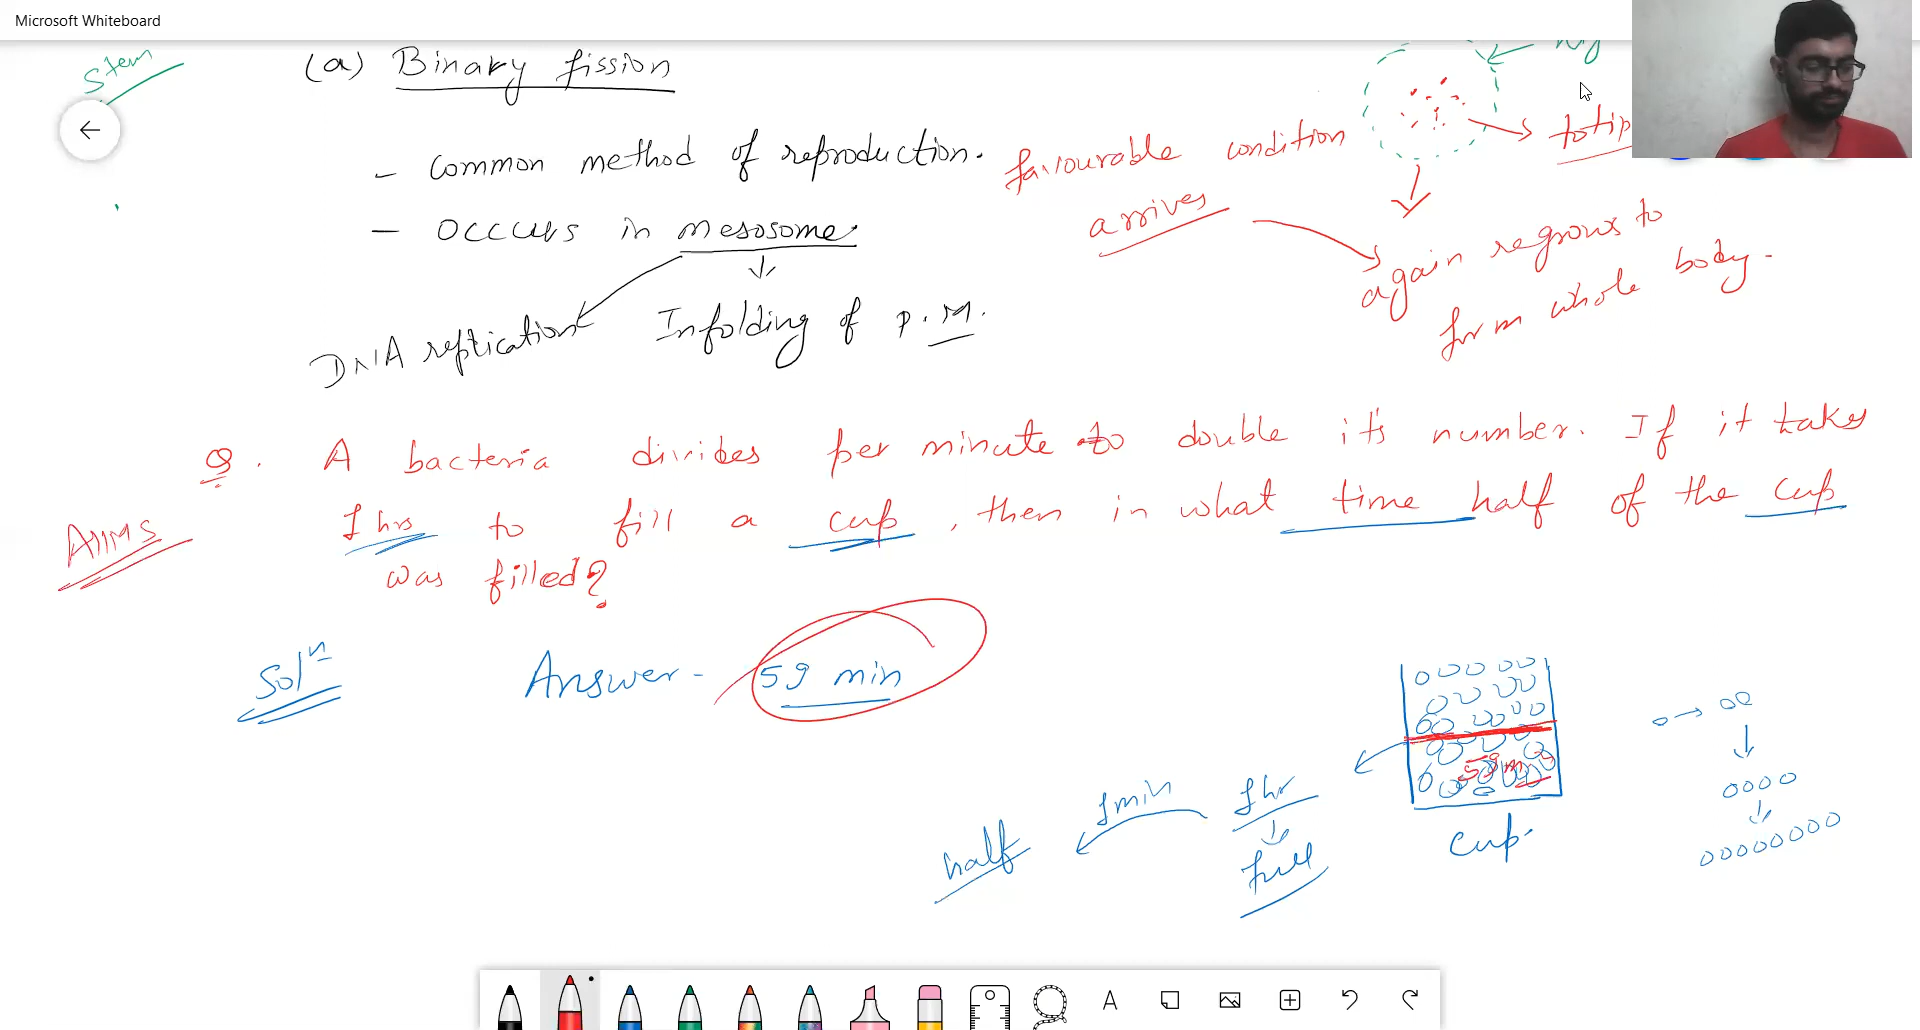 Microsoft Whiteboard
Stem
(a) Binary fission
- common method of reproduction.
- occurs in mesosome
DNA replication
Infolding of P.M.
favourable condition
arrives
again regrows to
form whole body.
Q. A bacteria divides per minute to double its number. If it takes
AIIMS
1 hrs to fill a cup, then in what time half of the cup
was filled?
Soln
Answer - 59 min
59 min
1 hr
full
1 min
half
cup.
A